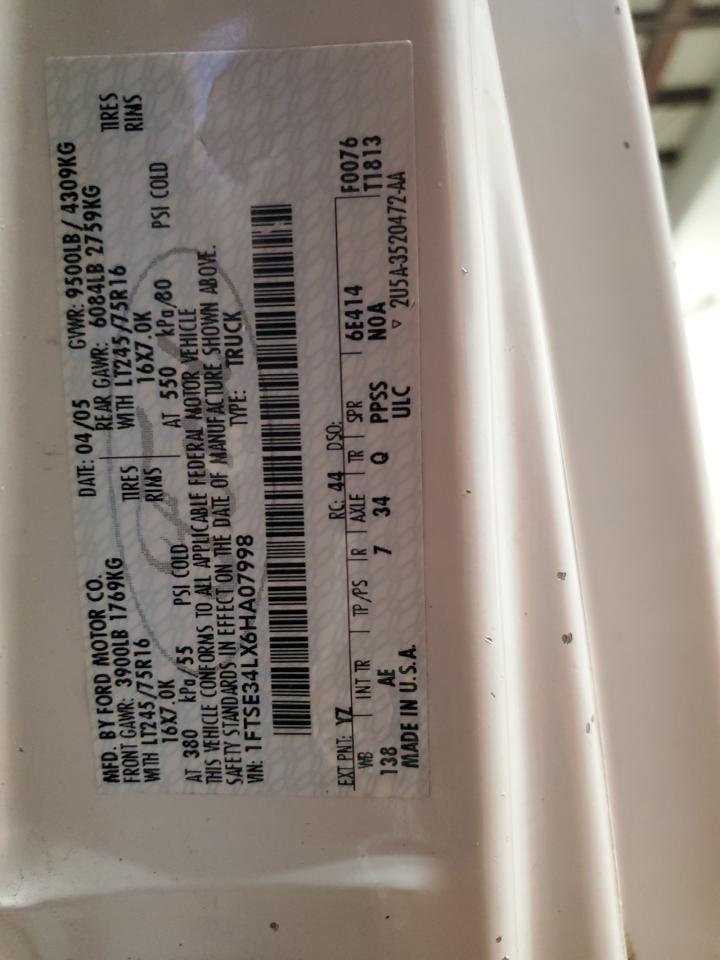 MFD. BY FORD MOTOR CO. DATE: 04/05 GVWR: 9500LB / 4309KG
FRONT GAWR: 3900LB 1769KG REAR GAWR: 6084LB 2759KG
WITH LT245/75R16 TIRES WITH LT245/75R16 TIRES
16X7.0K RIMS 16X7.0K RIMS
AT 380 kPa/55 PSI COLD AT 550 kPa/80 PSI COLD
THIS VEHICLE CONFORMS TO ALL APPLICABLE FEDERAL MOTOR VEHICLE
SAFETY STANDARDS IN EFFECT ON THE DATE OF MANUFACTURE SHOWN ABOVE.
VIN: 1FTSE34LX6HA07998 TYPE: TRUCK
EXT PNT: YZ RC: 44 DSO:
WB INT TR TP/PS R AXLE TR SPR 6E414 F0076
138 AE 7 34 Q PPSS NOA T1813
MADE IN U.S.A. ULC ▽ 2U5A-3520472-AA